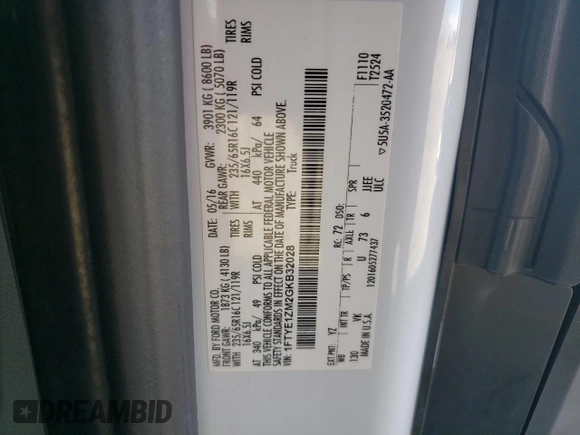 MFD. BY FORD MOTOR CO.
DATE: 05/16 GVWR: 3901 KG ( 8600 LB)
FRONT GAWR: 1873 KG ( 4130 LB) REAR GAWR: 2300 KG ( 5070 LB)
WITH 235/65R16C 121/119R TIRES WITH 235/65R16C 121/119R TIRES
16X6.5J RIMS 16X6.5J RIMS
AT 340 kPa/ 49 PSI COLD AT 440 kPa/ 64 PSI COLD
THIS VEHICLE CONFORMS TO ALL APPLICABLE FEDERAL MOTOR VEHICLE
SAFETY STANDARDS IN EFFECT ON THE DATE OF MANUFACTURE SHOWN ABOVE.
VIN: 1FTYE1ZM2GKB32028 TYPE: Truck
F1110
T2524
EXT PNT: YZ RC: 72 DSO:
WB INT TR TP/PS R AXLE TR SPR
130 VK U 73 6 JJEE
ULC
MADE IN U.S.A. 1201605277437 ▽ 5U5A-3520472-AA
DREAMBID